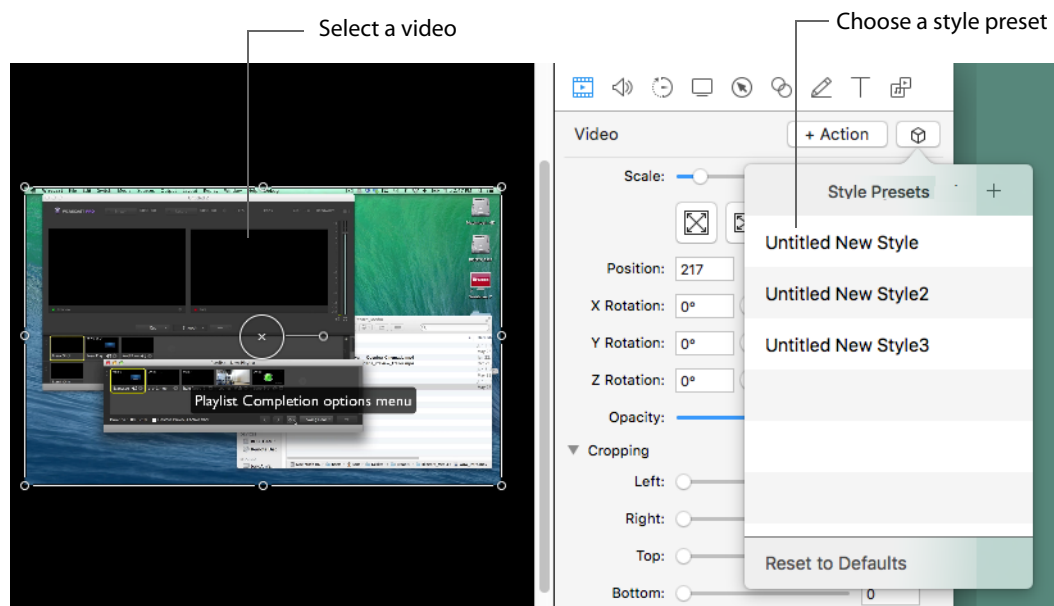 Select a video
Choose a style preset
Video
+ Action
Scale:
Style Presets
Position: 217
Untitled New Style
X Rotation: 0°
Untitled New Style2
Y Rotation: 0°
Untitled New Style3
Z Rotation: 0°
Playlist Completion options menu
Opacity:
Cropping
Left:
Right:
Top:
Reset to Defaults
Bottom: 0